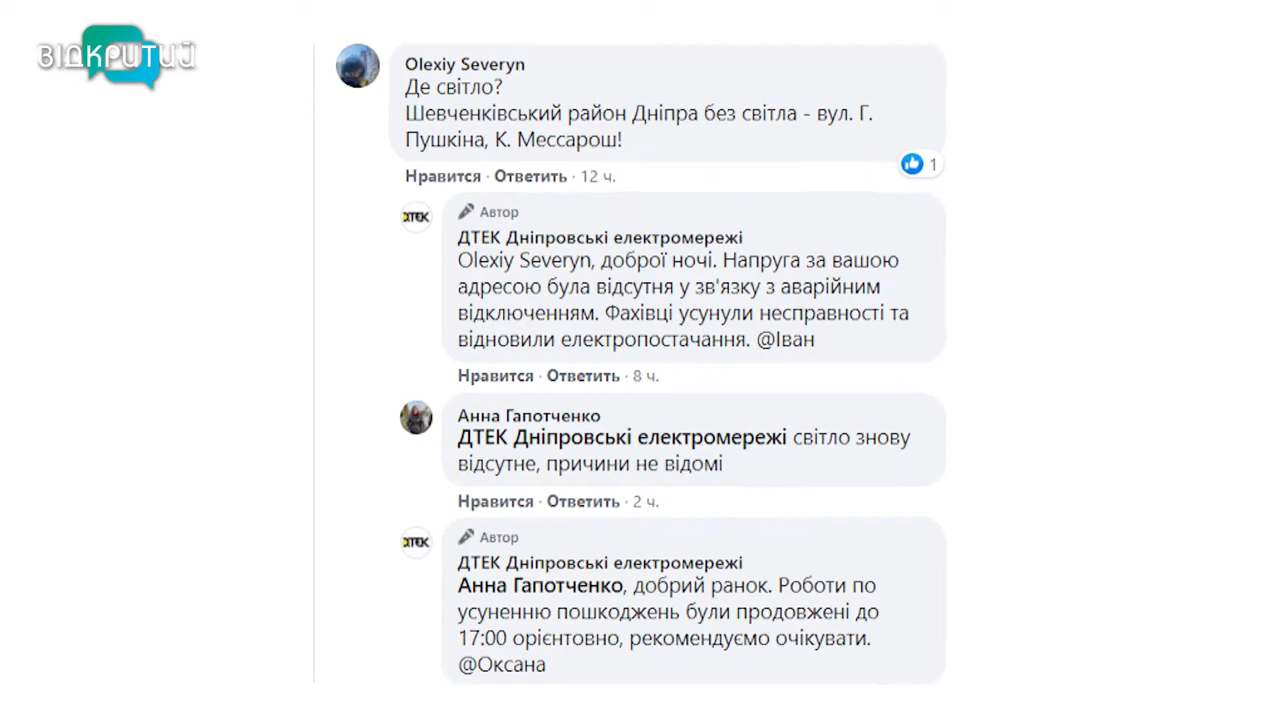 ВІДКРИТИЙ
Olexiy Severyn
Де світло?
Шевченківський район Дніпра без світла - вул. Г.
Пушкіна, К. Мессарош!
1
Нравится · Ответить · 12 ч.
ДТЕК
Автор
ДТЕК Дніпровські електромережі
Olexiy Severyn, доброї ночі. Напруга за вашою
адресою була відсутня у зв'язку з аварійним
відключенням. Фахівці усунули несправності та
відновили електропостачання. @Іван
Нравится · Ответить · 8 ч.
Анна Гапотченко
ДТЕК Дніпровські електромережі світло знову
відсутне, причини не відомі
Нравится · Ответить · 2 ч.
ДТЕК
Автор
ДТЕК Дніпровські електромережі
Анна Гапотченко, добрий ранок. Роботи по
усуненню пошкоджень були продовжені до
17:00 орієнтовно, рекомендуємо очікувати.
@Оксана